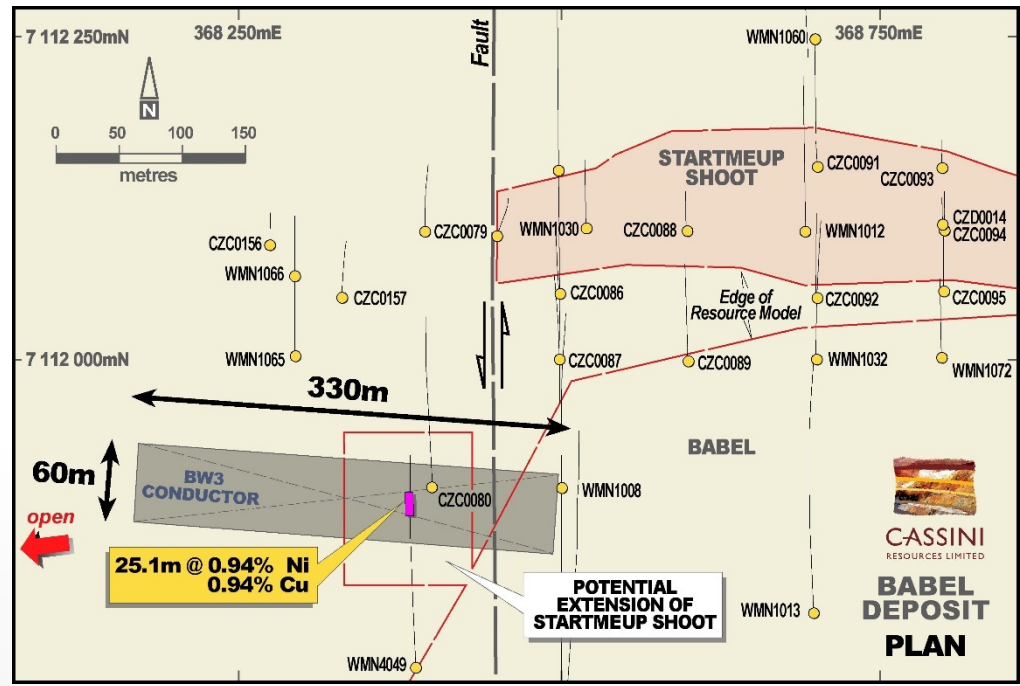 7 112 250mN
368 250mE
Fault
WMN1060
368 750mE
N
0 50 100 150
metres
STARTMEUP
SHOOT
CZC0091
CZC0093
CZC0079
WMN1030
CZC0088
WMN1012
CZD0014
CZC0094
CZC0156
WMN1066
CZC0157
CZC0086
Edge of
Resource Model
CZC0092
CZC0095
7 112 000mN
WMN1065
CZC0087
CZC0089
WMN1032
WMN1072
330m
60m
BW3
CONDUCTOR
CZC0080
WMN1008
BABEL
open
25.1m @ 0.94% Ni
0.94% Cu
POTENTIAL
EXTENSION OF
STARTMEUP SHOOT
WMN4049
WMN1013
CASSINI
RESOURCES LIMITED
BABEL
DEPOSIT
PLAN